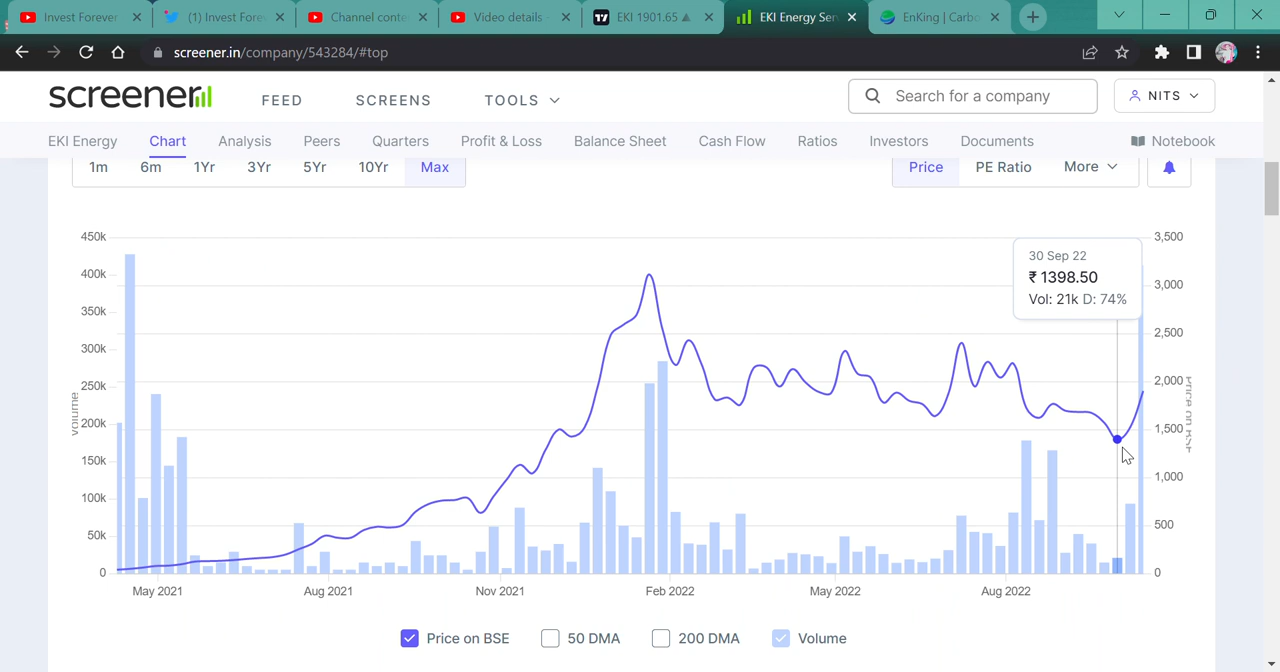 Invest Forever
(1) Invest Fore
Channel conte
Video details -
EKI 1901.65
EKI Energy Ser
EnKing | Carbo
screener.in/company/543284/#top
screener
FEED
SCREENS
TOOLS
Search for a company
NITS
EKI Energy
Chart
Analysis
Peers
Quarters
Profit & Loss
Balance Sheet
Cash Flow
Ratios
Investors
Documents
Notebook
1m
6m
1Yr
3Yr
5Yr
10Yr
Max
Price
PE Ratio
More
450k
400k
350k
300k
250k
200k
150k
100k
50k
0
Volume
3,500
3,000
2,500
2,000
1,500
1,000
500
0
Price on BSE
30 Sep 22
₹ 1398.50
Vol: 21k D: 74%
May 2021
Aug 2021
Nov 2021
Feb 2022
May 2022
Aug 2022
Price on BSE
50 DMA
200 DMA
Volume